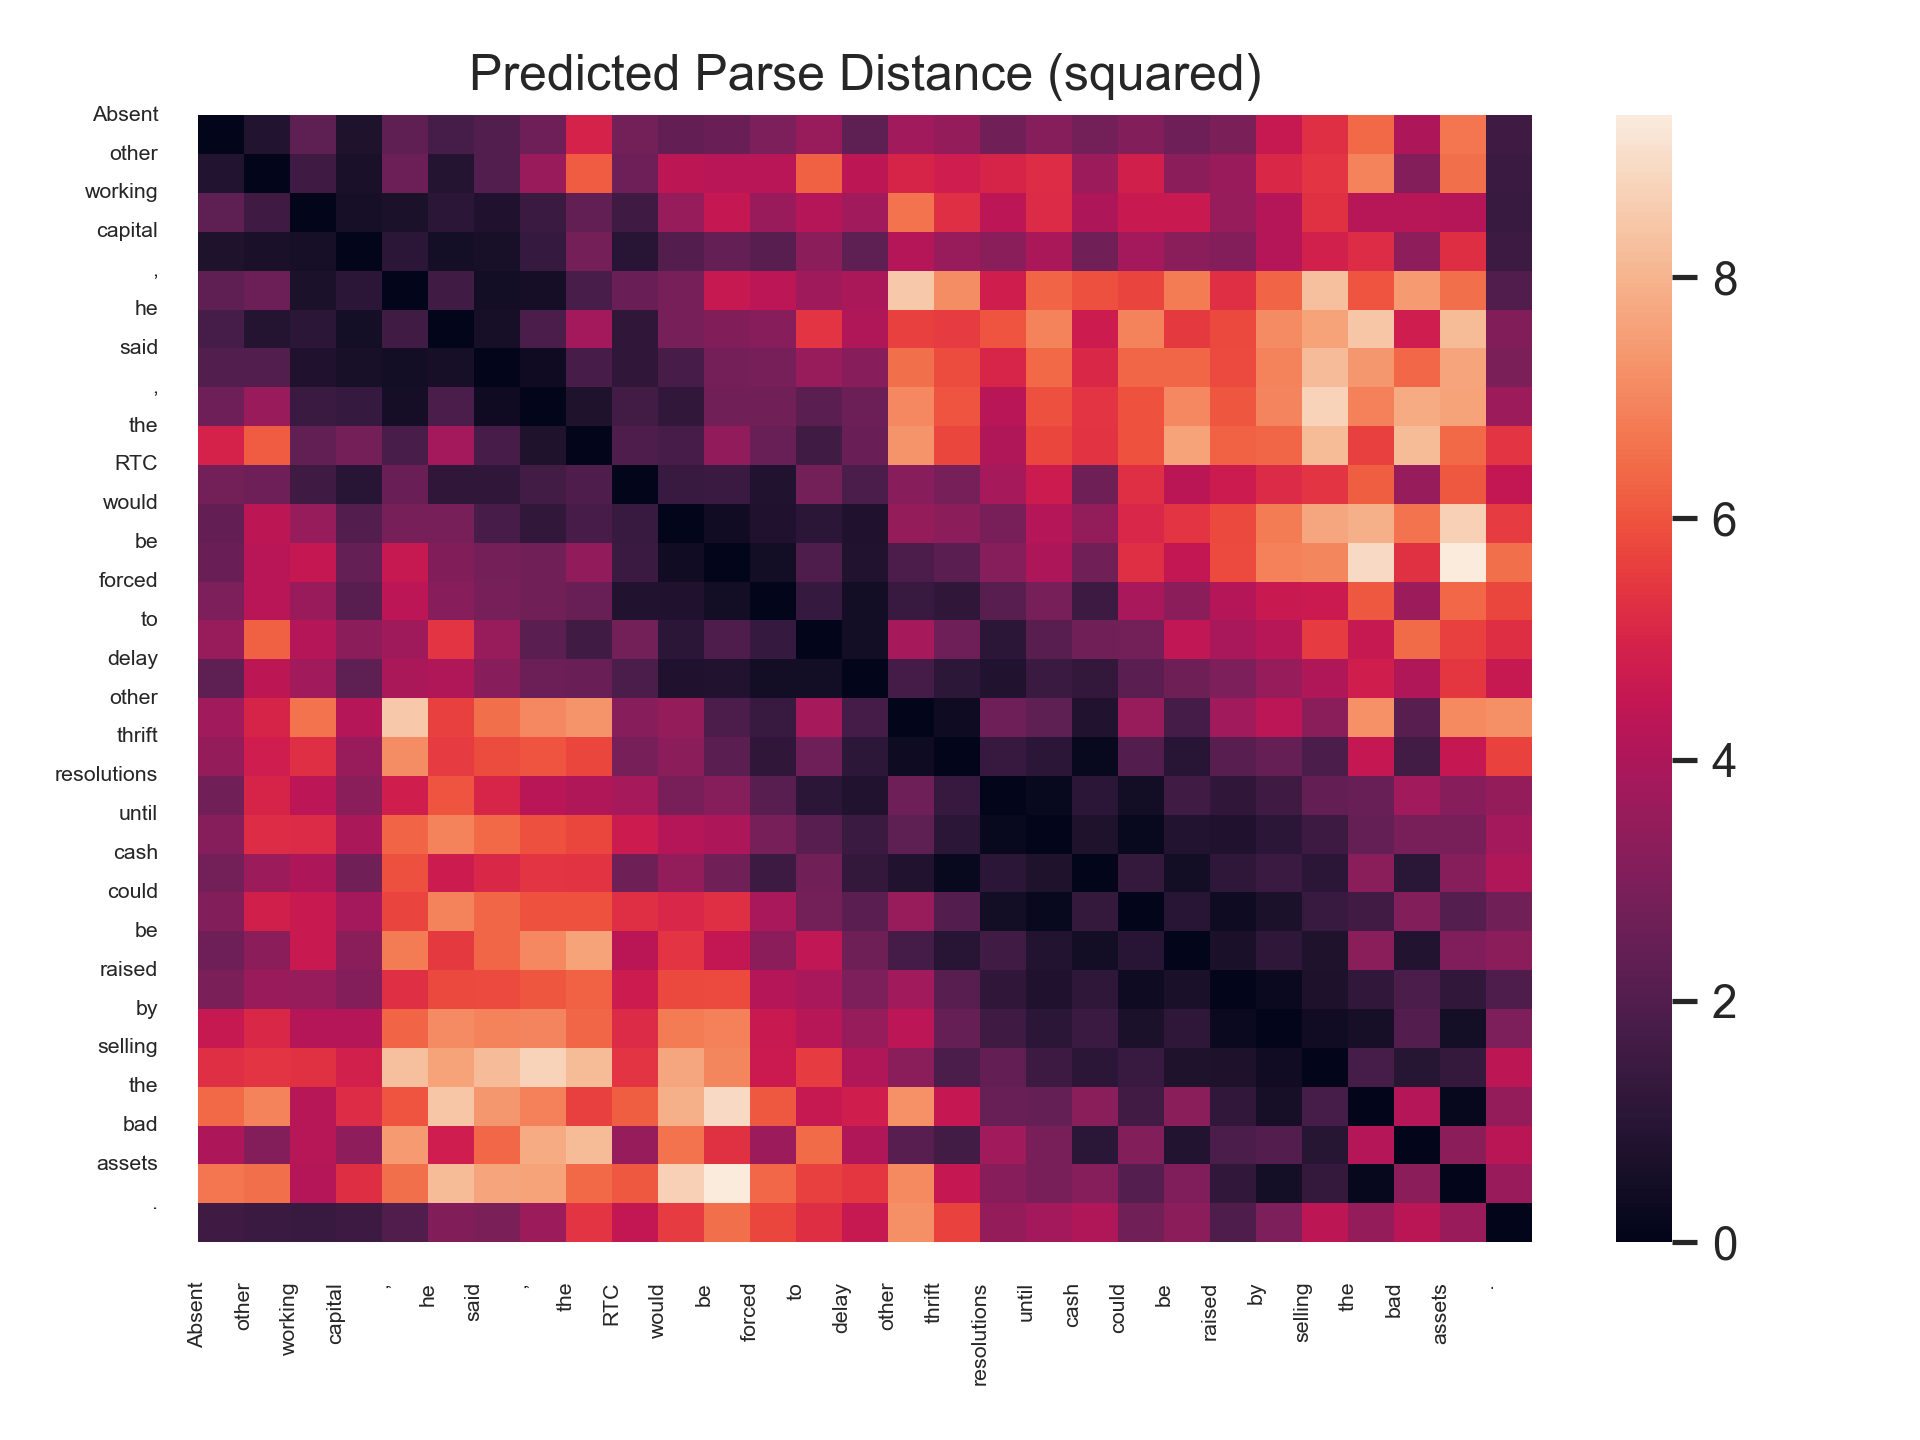 Predicted Parse Distance (squared)
Absent
other
working
capital
,
he
said
,
the
RTC
would
be
forced
to
delay
other
thrift
resolutions
until
cash
could
be
raised
by
selling
the
bad
assets
.
8
6
4
2
0
Absent
other
working
capital
,
he
said
,
the
RTC
would
be
forced
to
delay
other
thrift
resolutions
until
cash
could
be
raised
by
selling
the
bad
assets
.